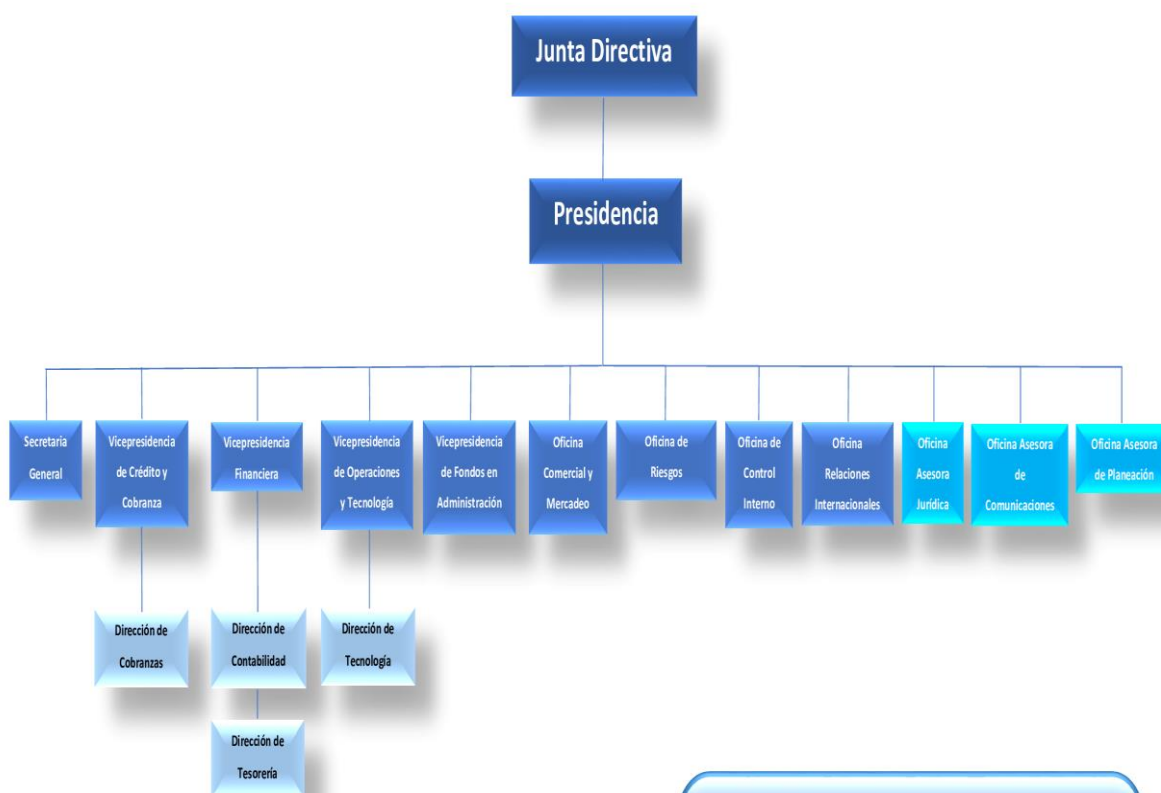 Junta Directiva
Presidencia
Secretaria
General
Vicepresidencia
de Crédito y
Cobranza
Vicepresidencia
Financiera
Vicepresidencia
de Operaciones
y Tecnología
Vicepresidencia
de Fondos en
Administración
Oficina
Comercial y
Mercadeo
Oficina de
Riesgos
Oficina de
Control
Interno
Oficina
Relaciones
Internacionales
Oficina
Asesora
Jurídica
Oficina Asesora
de
Comunicaciones
Oficina Asesora
de Planeación
Dirección de
Cobranzas
Dirección de
Contabilidad
Dirección de
Tecnología
Dirección de
Tesorería